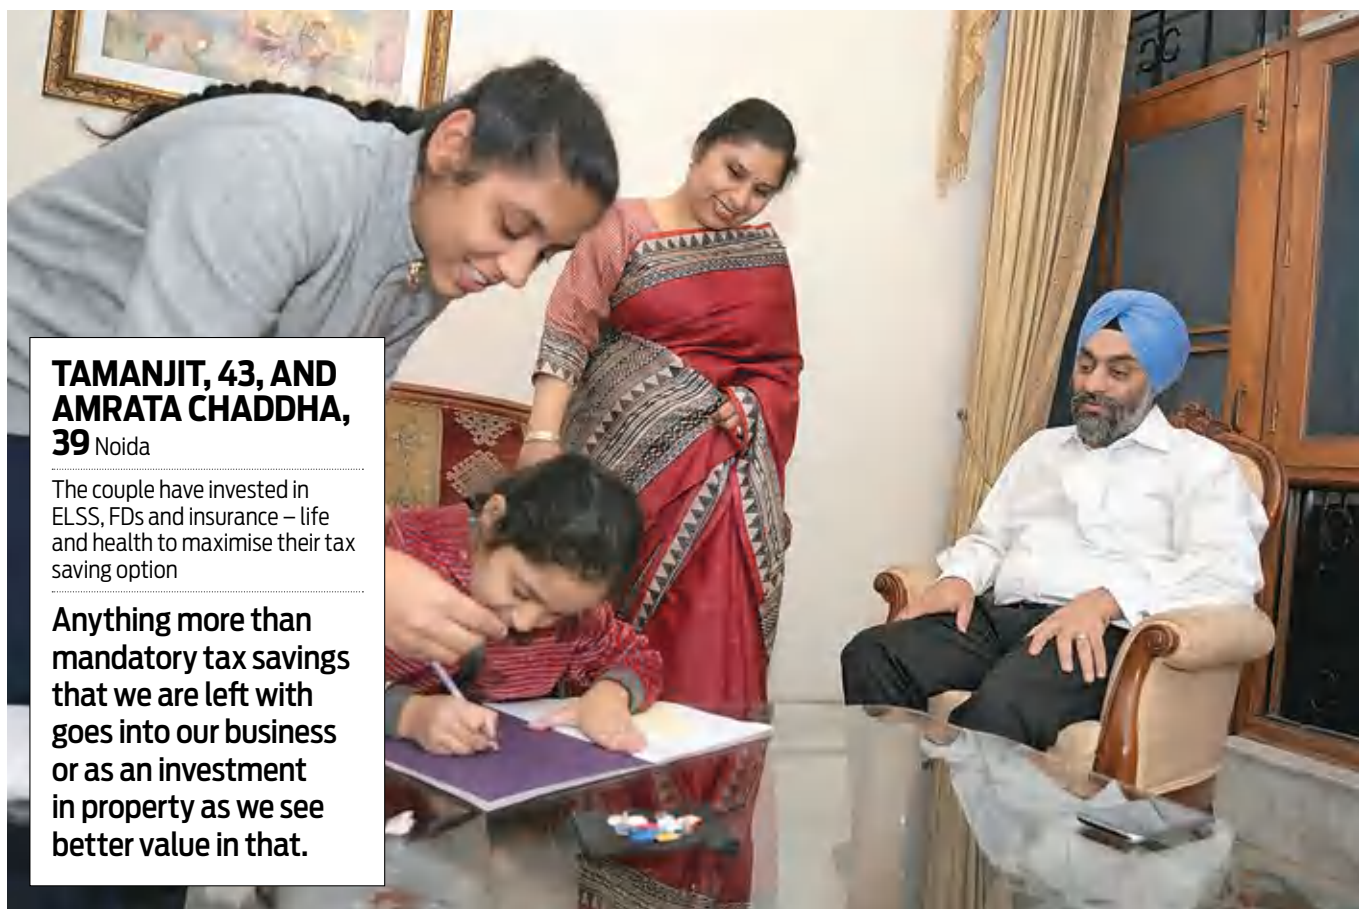 TAMANJIT, 43, AND
AMRATA CHADDHA,
39 Noida
The couple have invested in
ELSS, FDs and insurance – life
and health to maximise their tax
saving option
Anything more than
mandatory tax savings
that we are left with
goes into our business
or as an investment
in property as we see
better value in that.